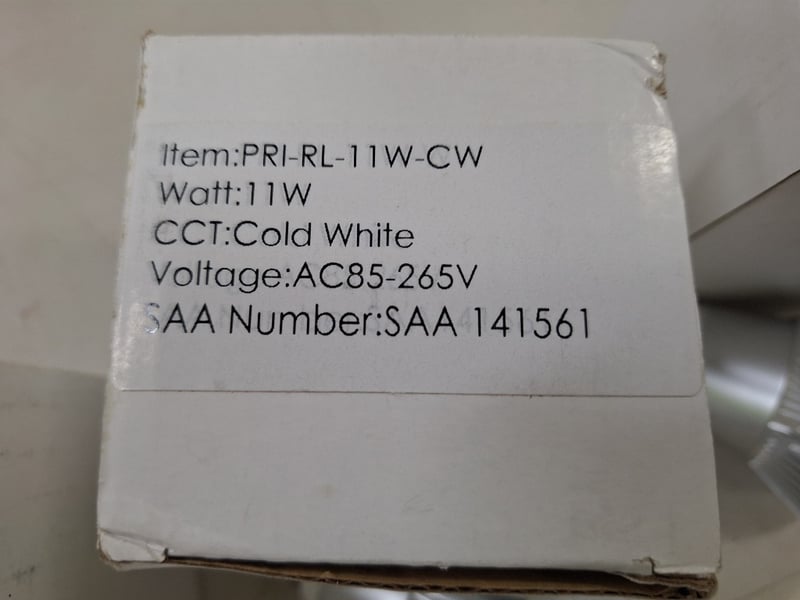 Item:PRI-RL-11W-CW
Watt:11W
CCT:Cold White
Voltage:AC85-265V
SAA Number:SAA 141561